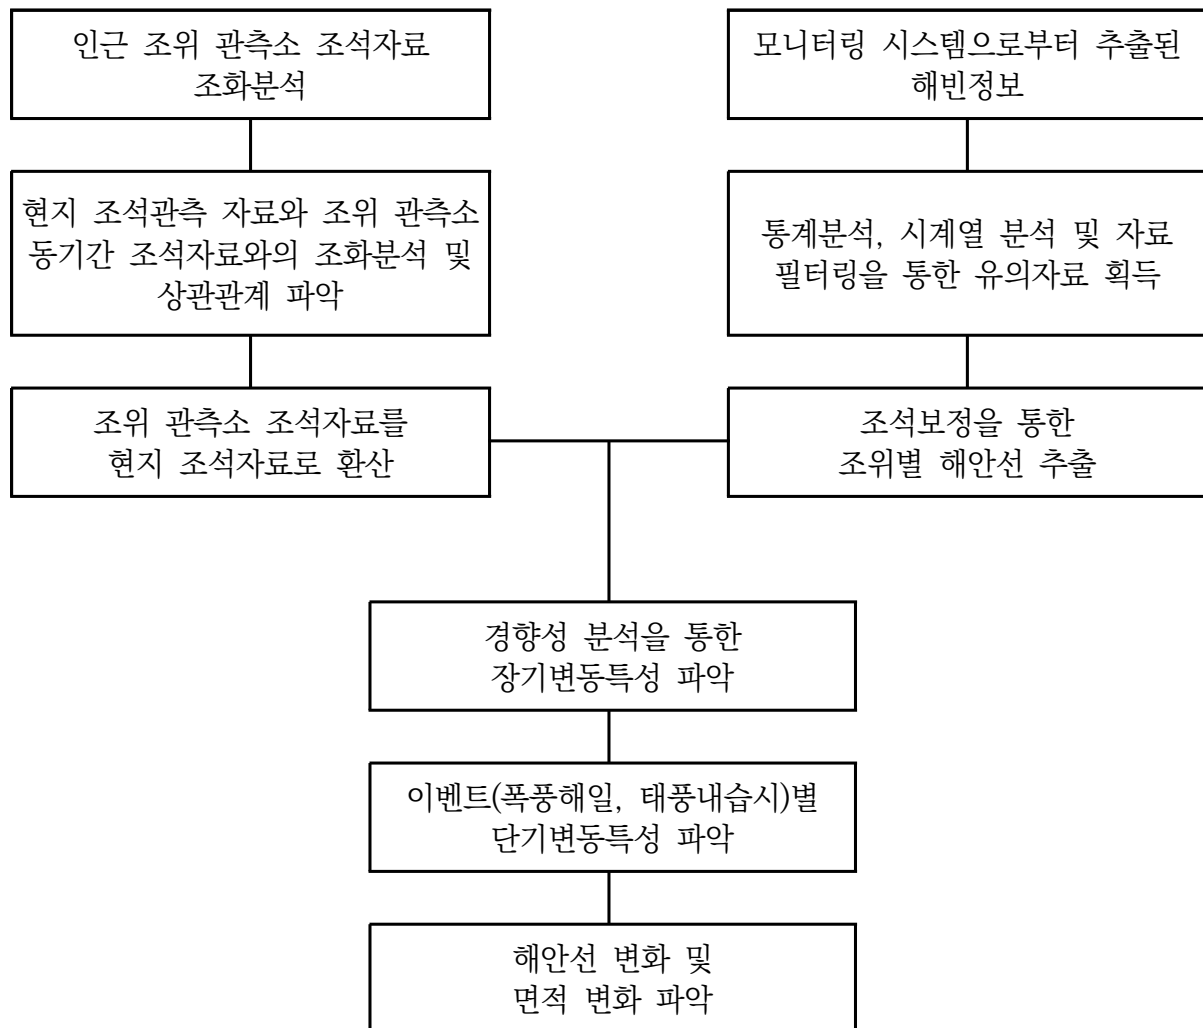 인근 조위 관측소 조석자료
조화분석
모니터링 시스템으로부터 추출된
해빈정보
현지 조석관측 자료와 조위 관측소
동기간 조석자료와의 조화분석 및
상관관계 파악
통계분석, 시계열 분석 및 자료
필터링을 통한 유의자료 획득
조위 관측소 조석자료를
현지 조석자료로 환산
조석보정을 통한
조위별 해안선 추출
경향성 분석을 통한
장기변동특성 파악
이벤트(폭풍해일, 태풍내습시)별
단기변동특성 파악
해안선 변화 및
면적 변화 파악